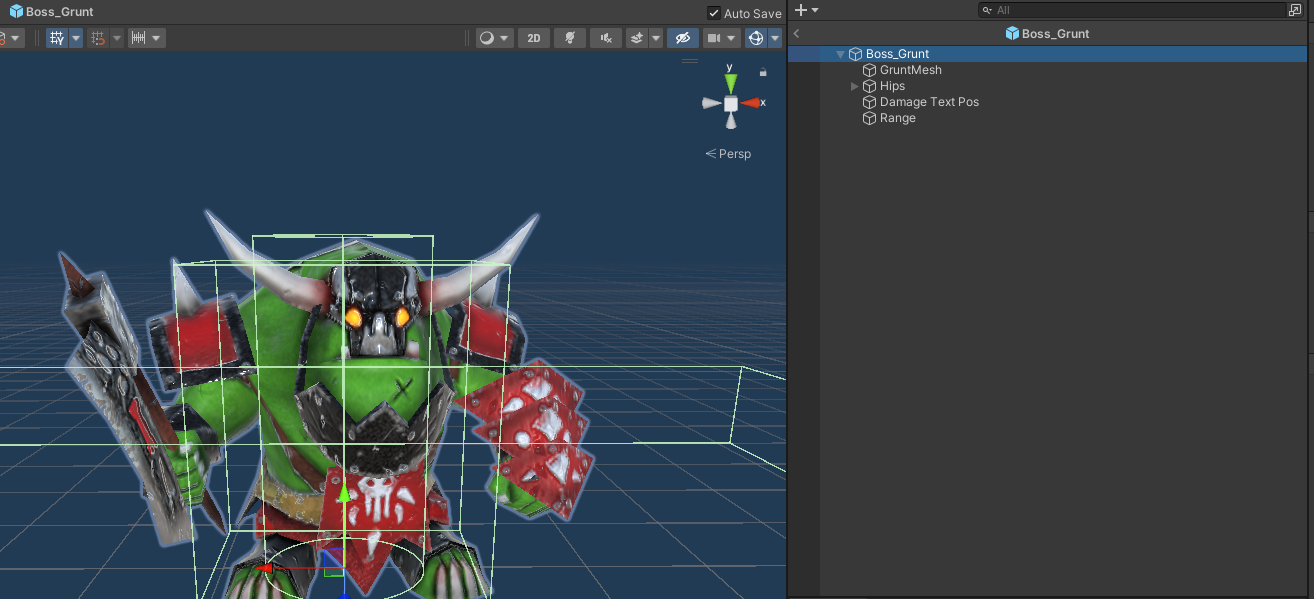 Boss_Grunt
Auto Save
All
2D
Boss_Grunt
y
x
Persp
Boss_Grunt
GruntMesh
Hips
Damage Text Pos
Range